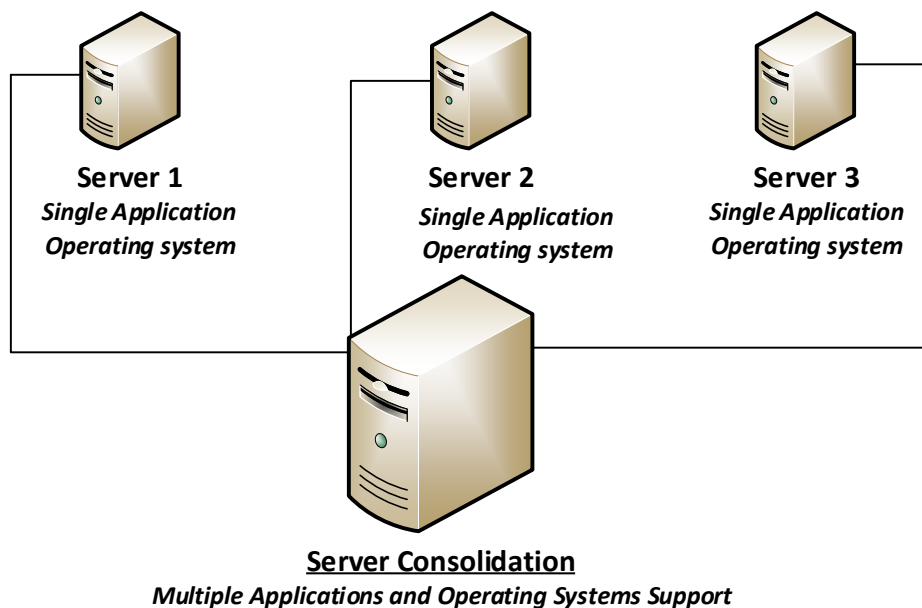 Server 1
Single Application
Operating system
Server 2
Single Application
Operating system
Server 3
Single Application
Operating system
Server Consolidation
Multiple Applications and Operating Systems Support